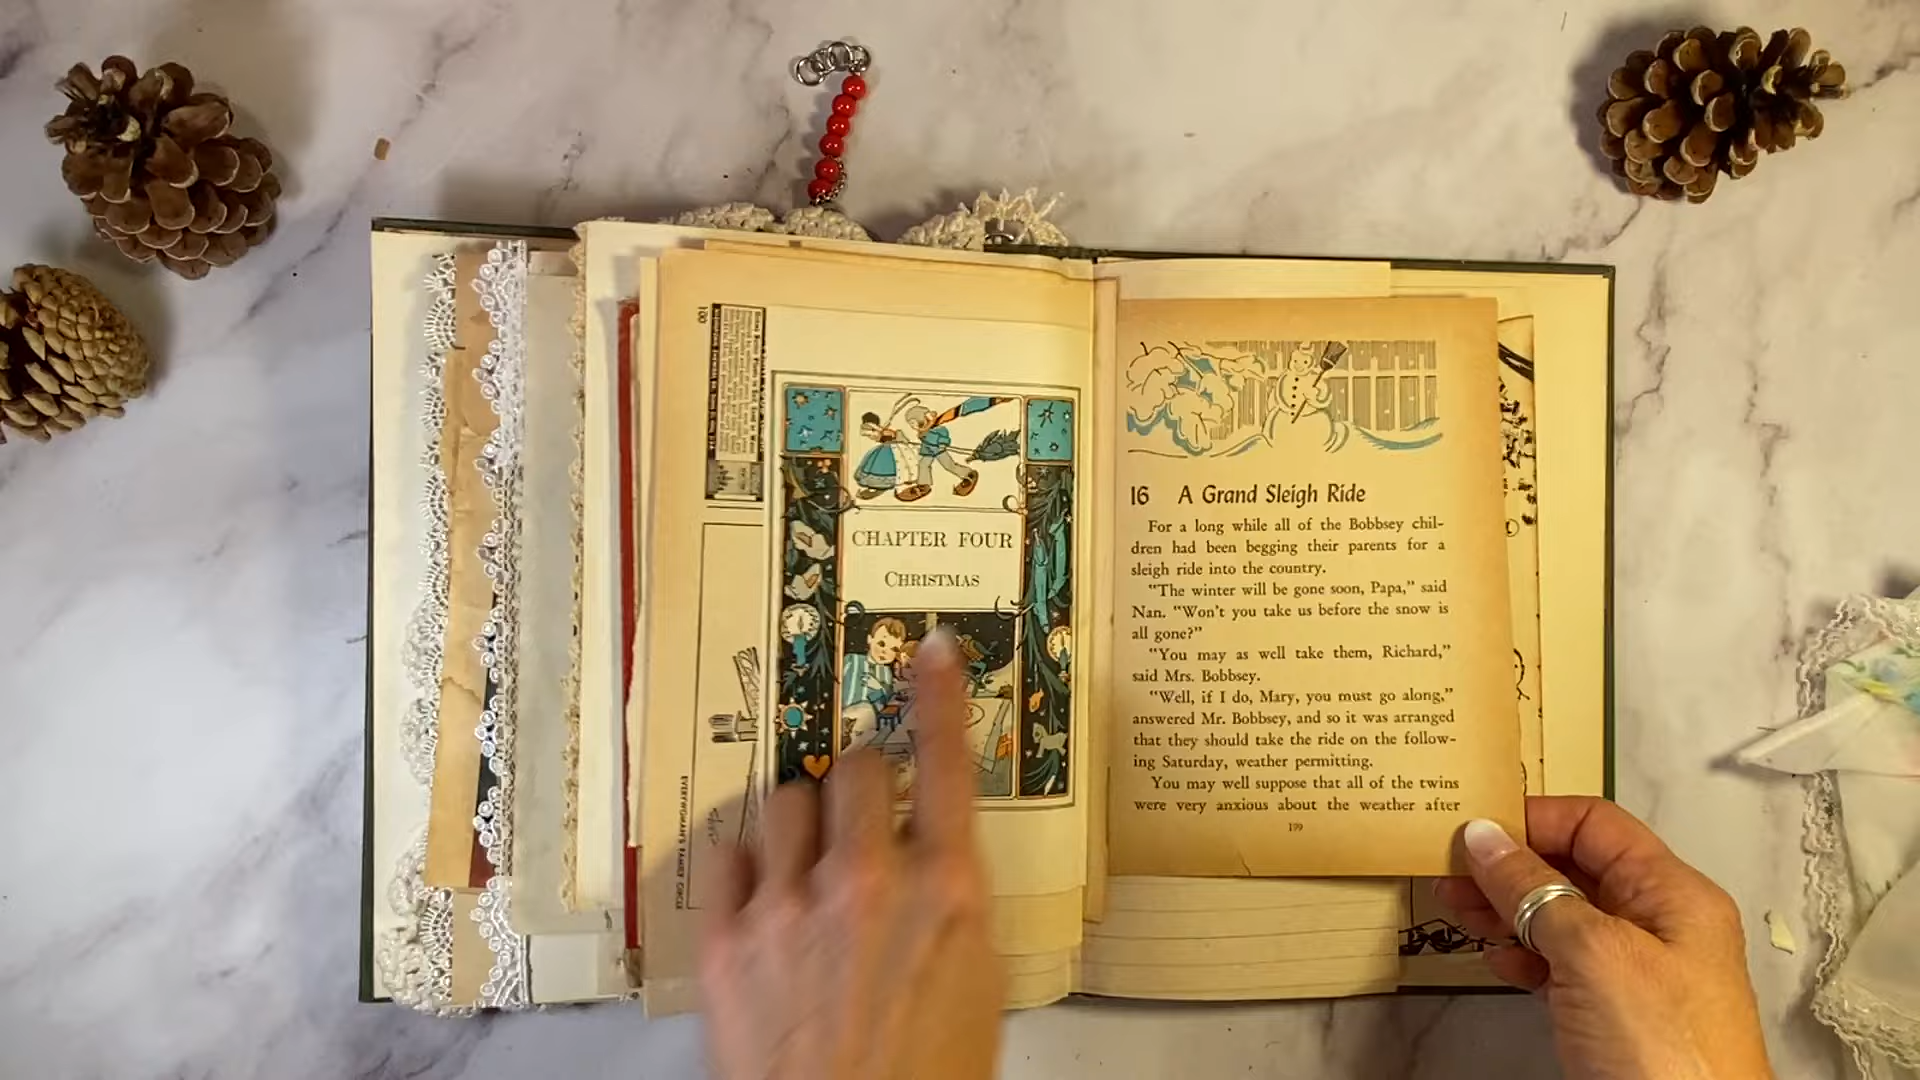 100
CHAPTER FOUR
CHRISTMAS
EVERYWOMAN'S FAMILY CIRCLE
16 A Grand Sleigh Ride
For a long while all of the Bobbsey chil-
dren had been begging their parents for a
sleigh ride into the country.
"The winter will be gone soon, Papa," said
Nan. "Won't you take us before the snow is
all gone?"
"You may as well take them, Richard,"
said Mrs. Bobbsey.
"Well, if I do, Mary, you must go along,"
answered Mr. Bobbsey, and so it was arranged
that they should take the ride on the follow-
ing Saturday, weather permitting.
You may well suppose that all of the twins
were very anxious about the weather after
199